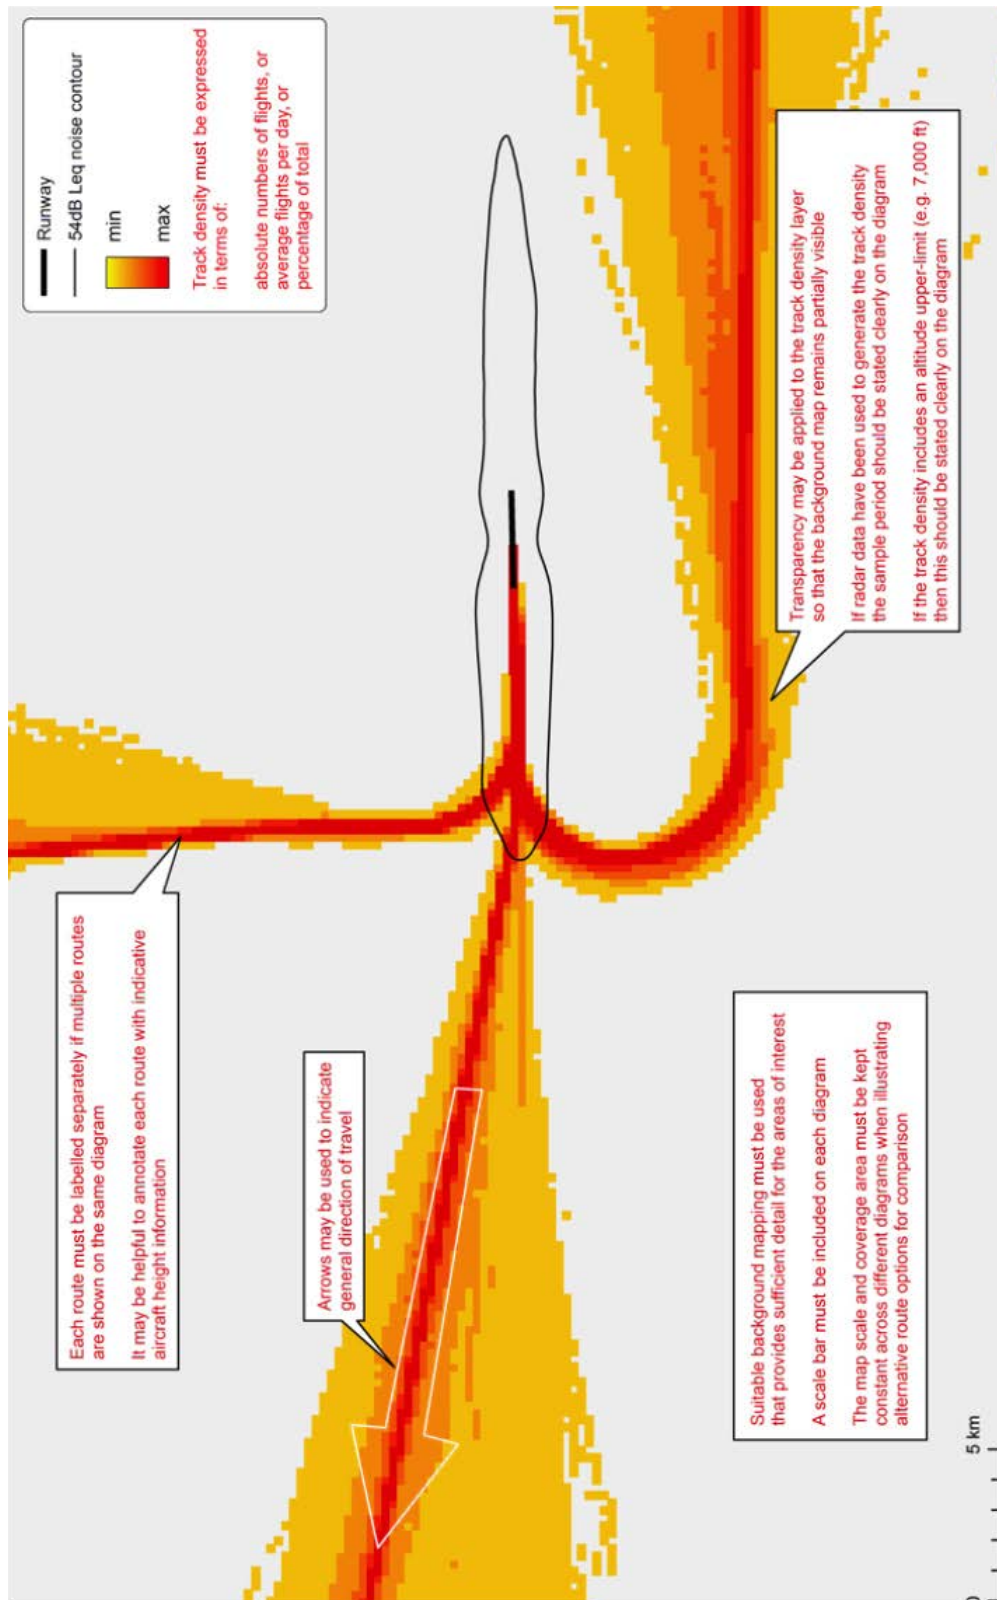 Runway
54dB Leq noise contour
min
max
Track density must be expressed
in terms of:
absolute numbers of flights, or
average flights per day, or
percentage of total
Each route must be labelled separately if multiple routes
are shown on the same diagram
It may be helpful to annotate each route with indicative
aircraft height information
Arrows may be used to indicate
general direction of travel
Transparency may be applied to the track density layer
so that the background map remains partially visible
If radar data have been used to generate the track density
the sample period should be stated clearly on the diagram
If the track density includes an altitude upper-limit (e.g. 7,000 ft)
then this should be stated clearly on the diagram
Suitable background mapping must be used
that provides sufficient detail for the areas of interest
A scale bar must be included on each diagram
The map scale and coverage area must be kept
constant across different diagrams when illustrating
alternative route options for comparison
0
5 km